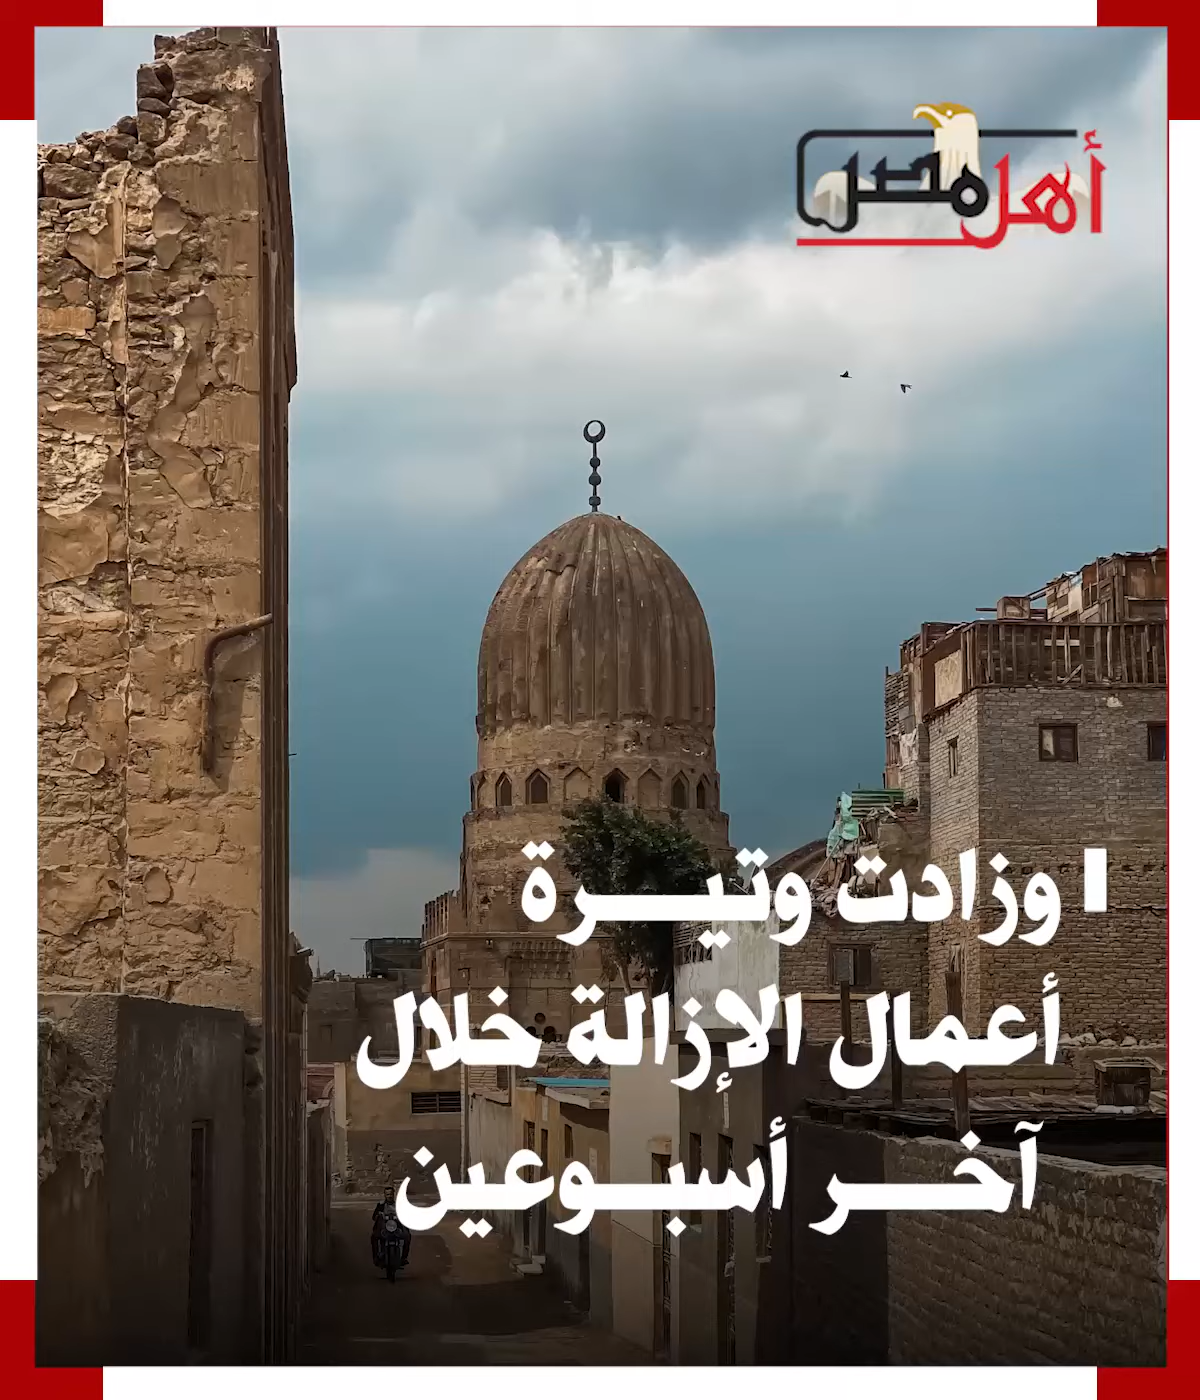 أهل مصر
وزادت وتيرة
أعمال الإزالة خلال
آخر أسبوعين